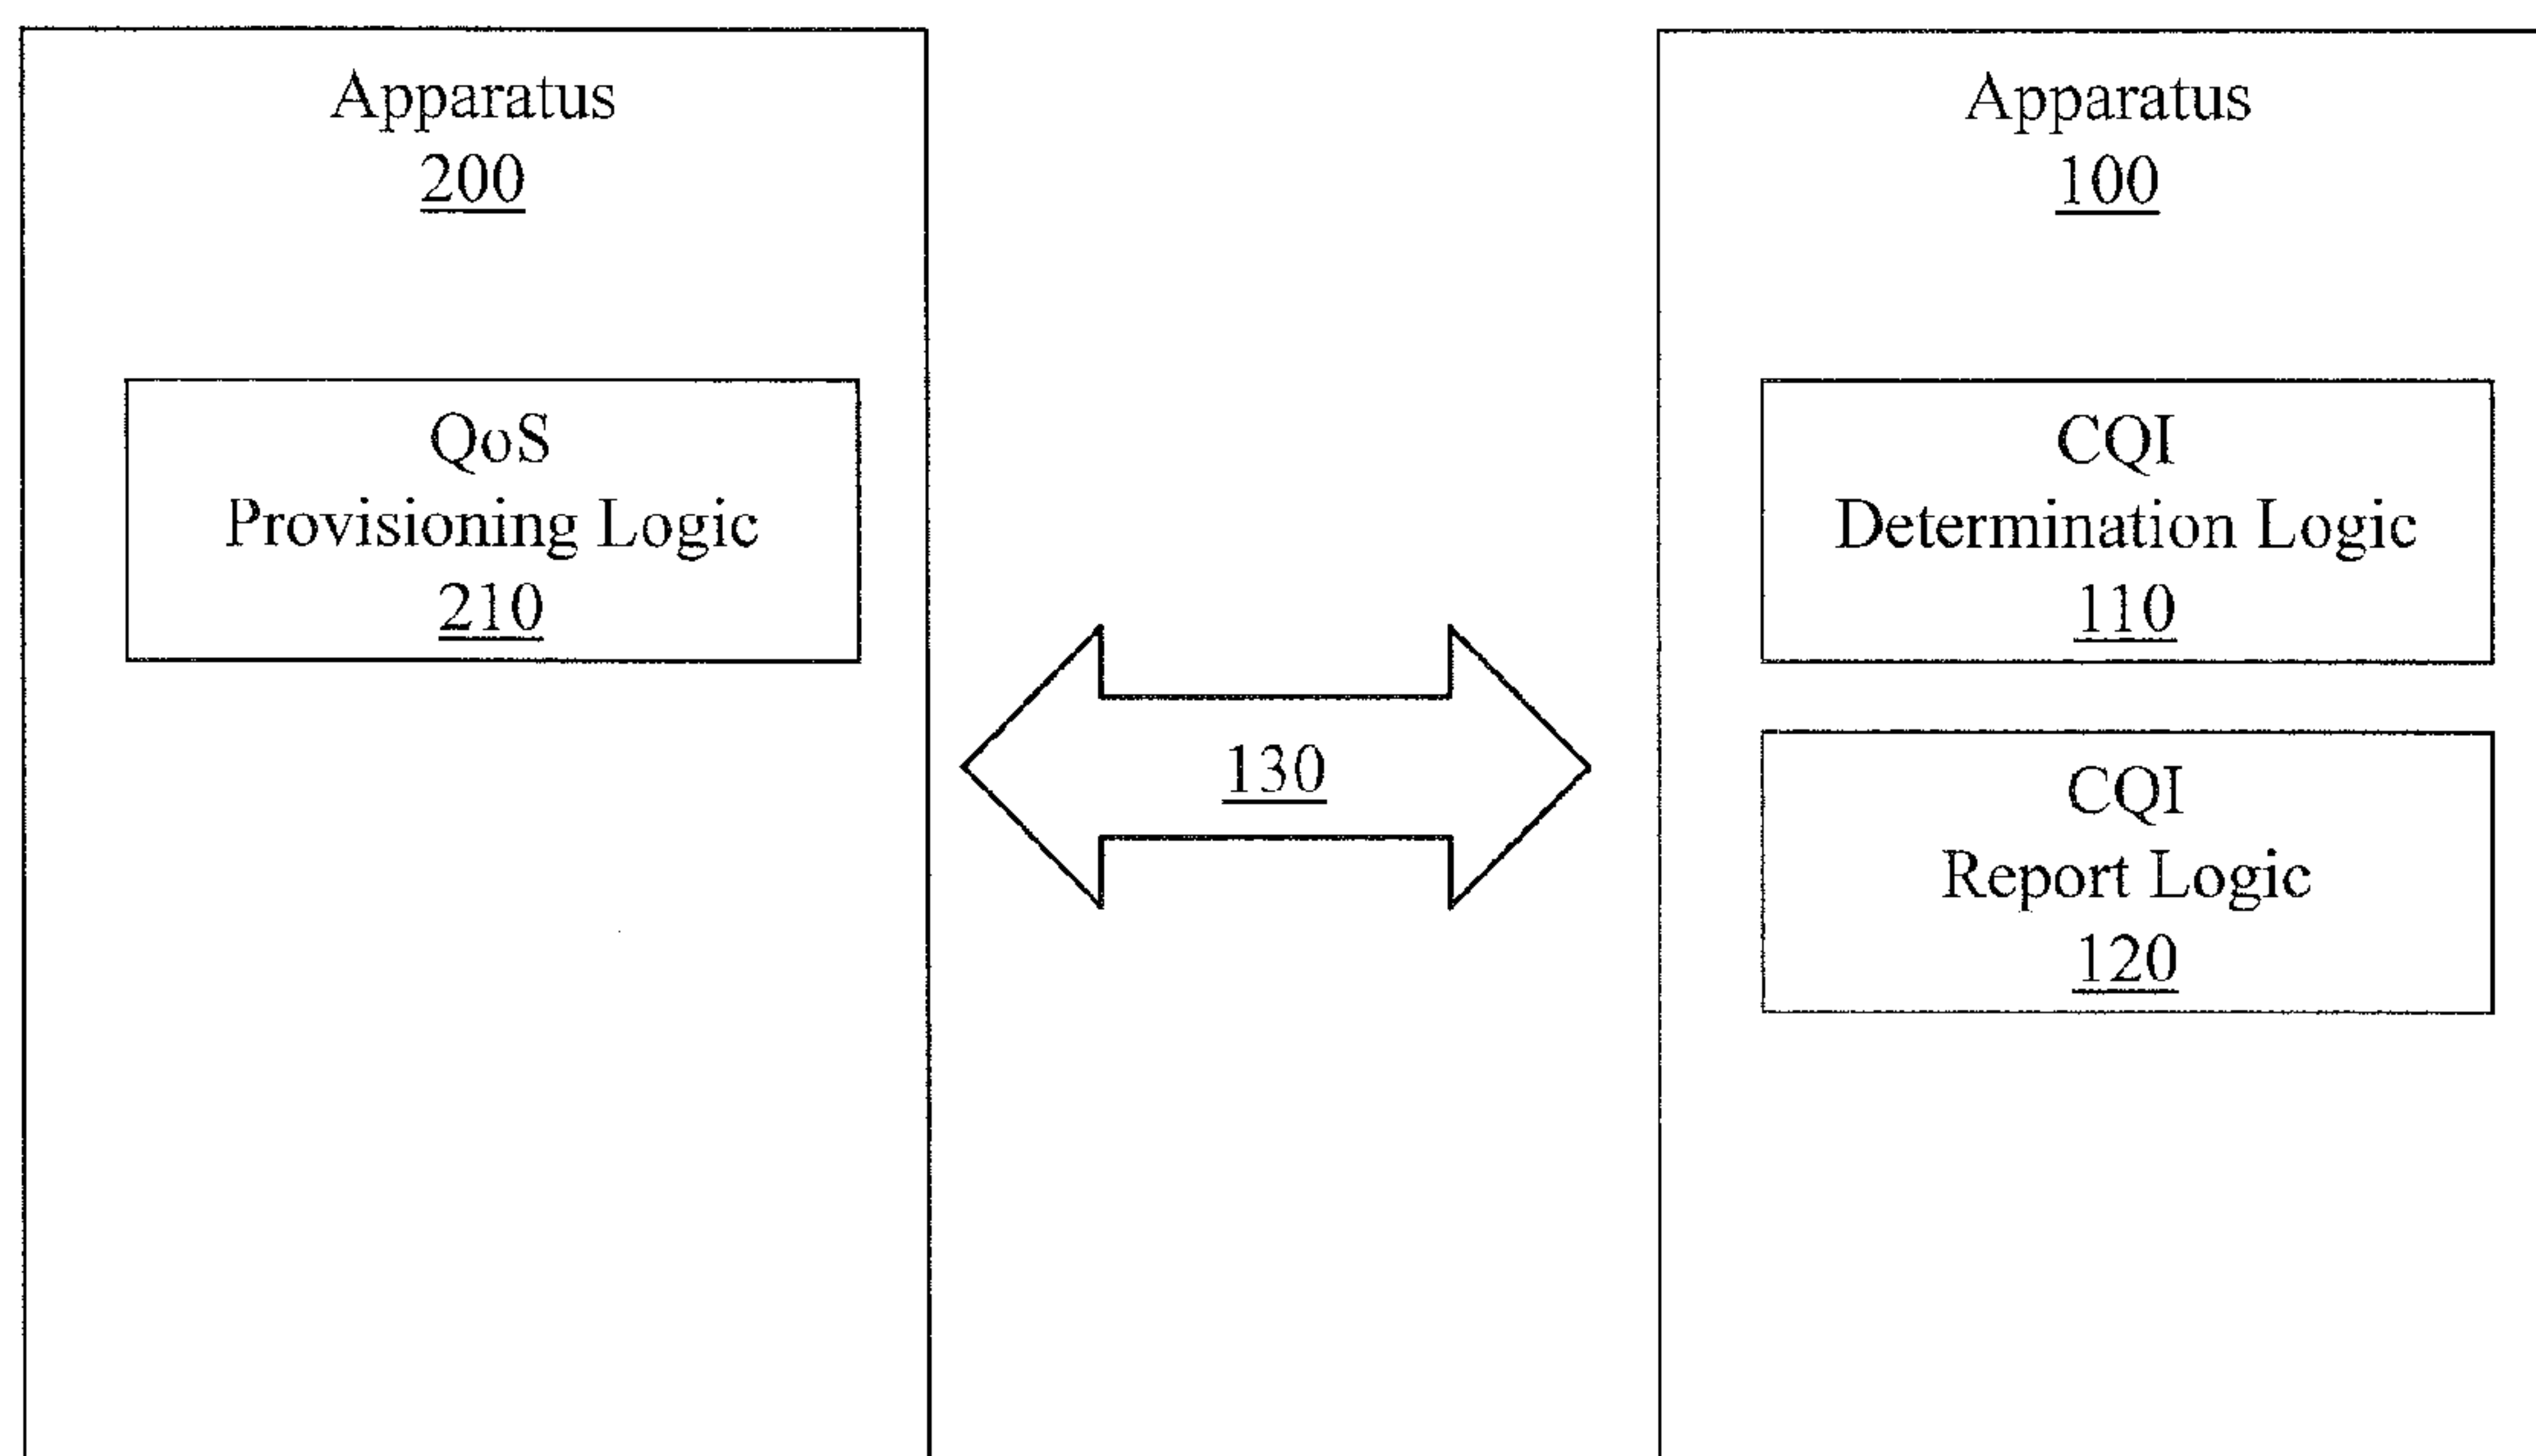 Apparatus
200
QoS
Provisioning Logic
210
130
Apparatus
100
CQI
Determination Logic
110
CQI
Report Logic
120